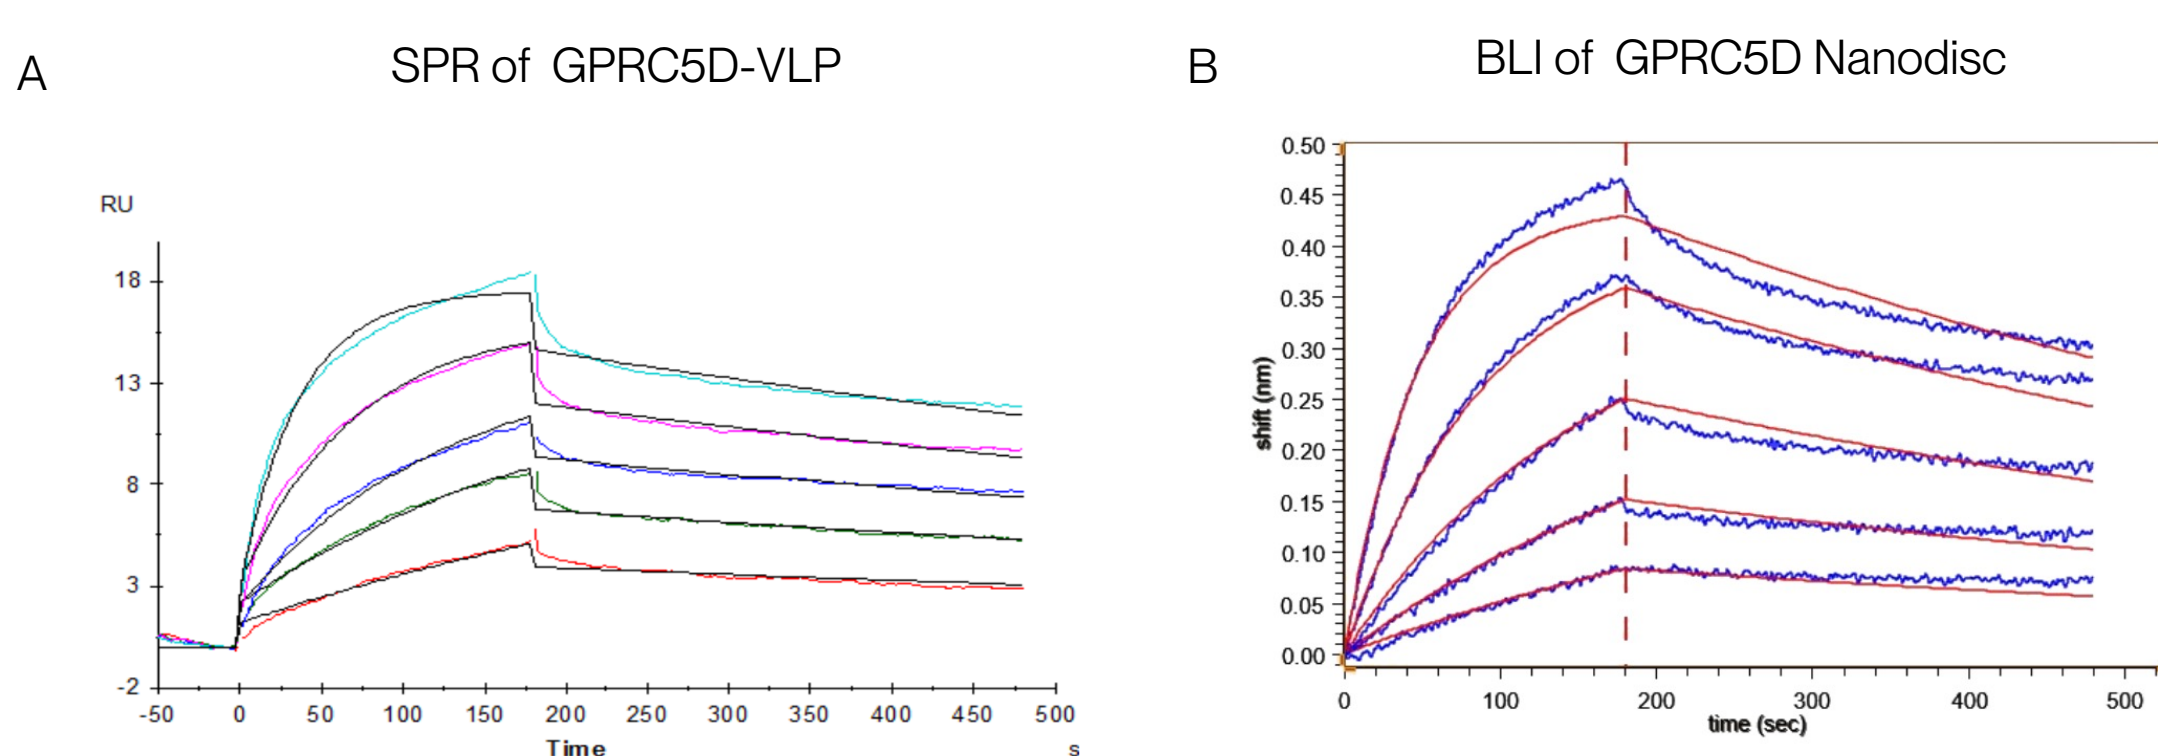 A
SPR of GPRC5D-VLP
RU
18
13
8
3
-2
-50 0 50 100 150 200 250 300 350 400 450 500
Time s
B
BLI of GPRC5D Nanodisc
0.50
0.45
0.40
0.35
0.30
0.25
0.20
0.15
0.10
0.05
0.00
shift (nm)
0 100 200 300 400 500
time (sec)